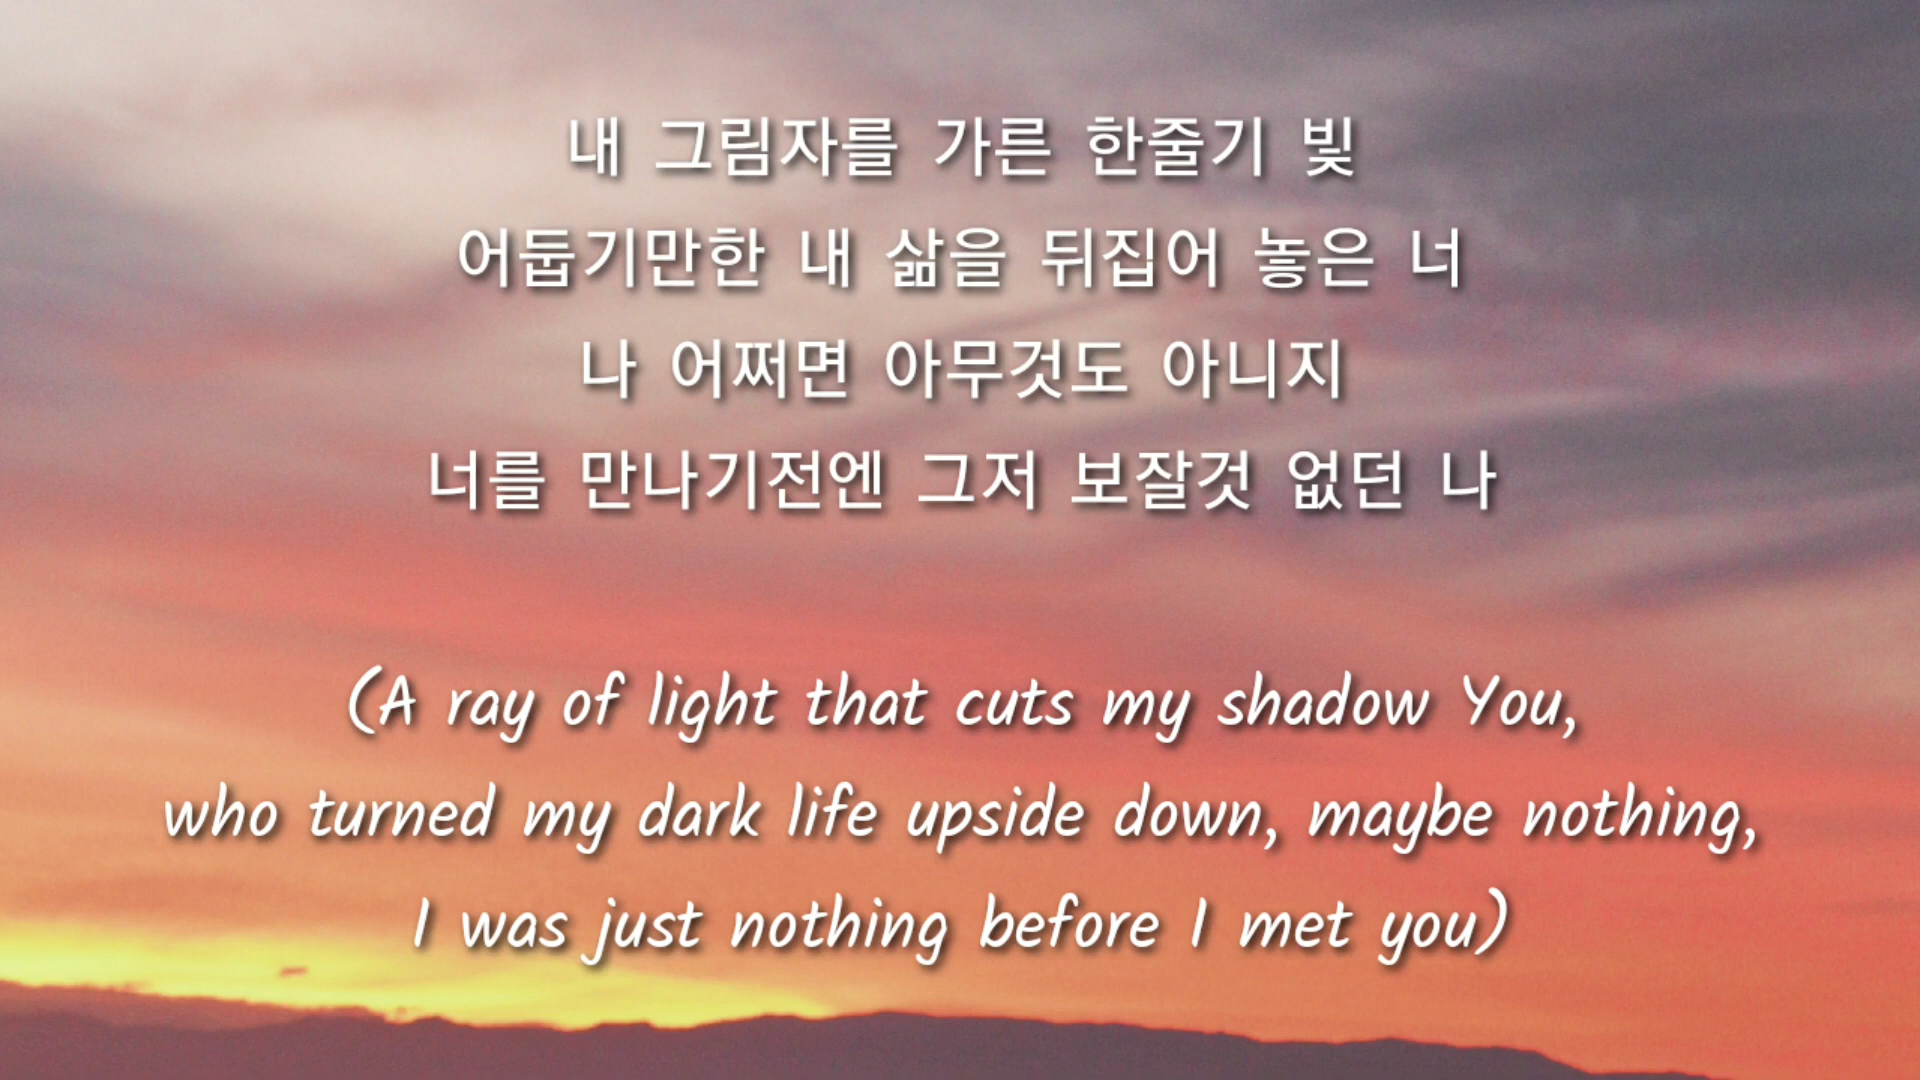 내 그림자를 가른 한줄기 빛
어둡기만한 내 삶을 뒤집어 놓은 너
나 어쩌면 아무것도 아니지
너를 만나기전엔 그저 보잘것 없던 나
(A ray of light that cuts my shadow You,
who turned my dark life upside down, maybe nothing,
I was just nothing before I met you)